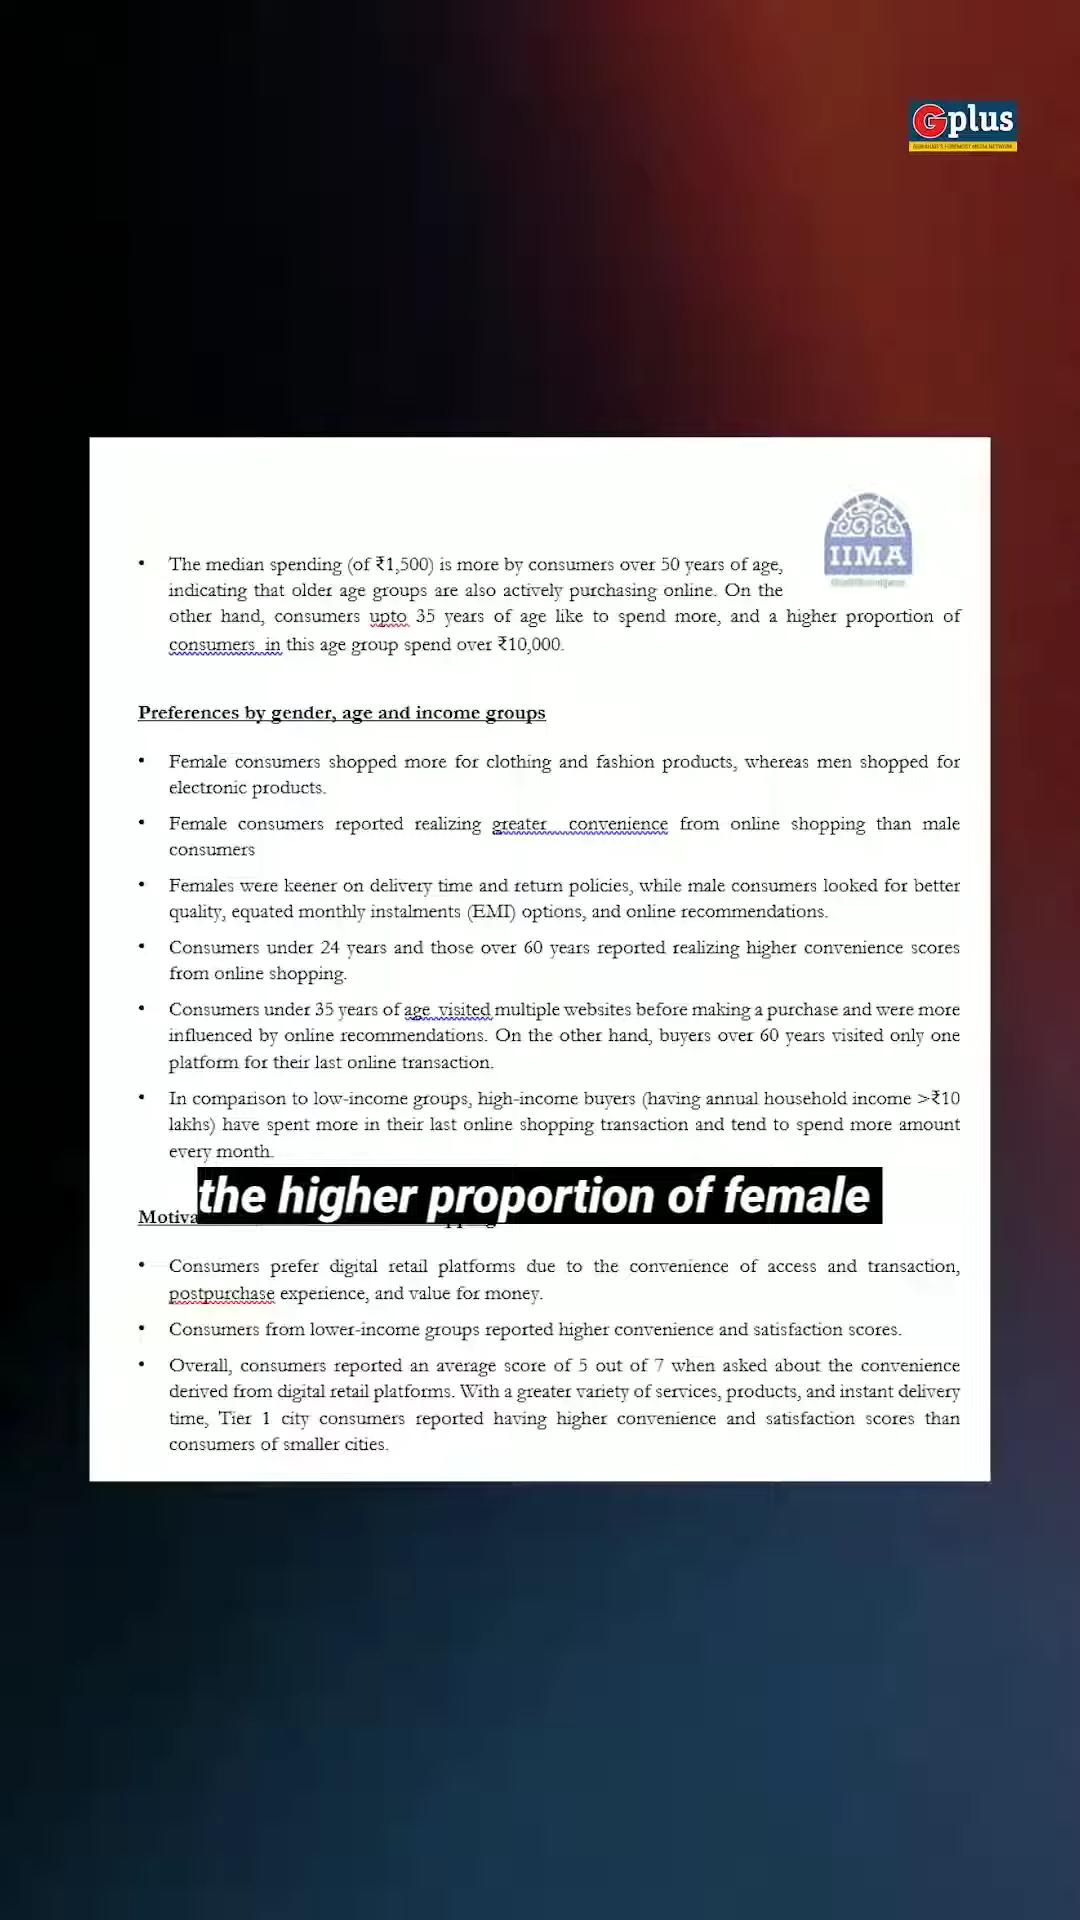 Gplus
IIMA
• The median spending (of ₹1,500) is more by consumers over 50 years of age,
indicating that older age groups are also actively purchasing online. On the
other hand, consumers upto 35 years of age like to spend more, and a higher proportion of
consumers in this age group spend over ₹10,000.
Preferences by gender, age and income groups
• Female consumers shopped more for clothing and fashion products, whereas men shopped for
electronic products.
• Female consumers reported realizing greater convenience from online shopping than male
consumers
• Females were keener on delivery time and return policies, while male consumers looked for better
quality, equated monthly instalments (EMI) options, and online recommendations.
• Consumers under 24 years and those over 60 years reported realizing higher convenience scores
from online shopping.
• Consumers under 35 years of age visited multiple websites before making a purchase and were more
influenced by online recommendations. On the other hand, buyers over 60 years visited only one
platform for their last online transaction.
• In comparison to low-income groups, high-income buyers (having annual household income >₹10
lakhs) have spent more in their last online shopping transaction and tend to spend more amount
every month.
the higher proportion of female
• Consumers prefer digital retail platforms due to the convenience of access and transaction,
postpurchase experience, and value for money.
• Consumers from lower-income groups reported higher convenience and satisfaction scores.
• Overall, consumers reported an average score of 5 out of 7 when asked about the convenience
derived from digital retail platforms. With a greater variety of services, products, and instant delivery
time, Tier 1 city consumers reported having higher convenience and satisfaction scores than
consumers of smaller cities.